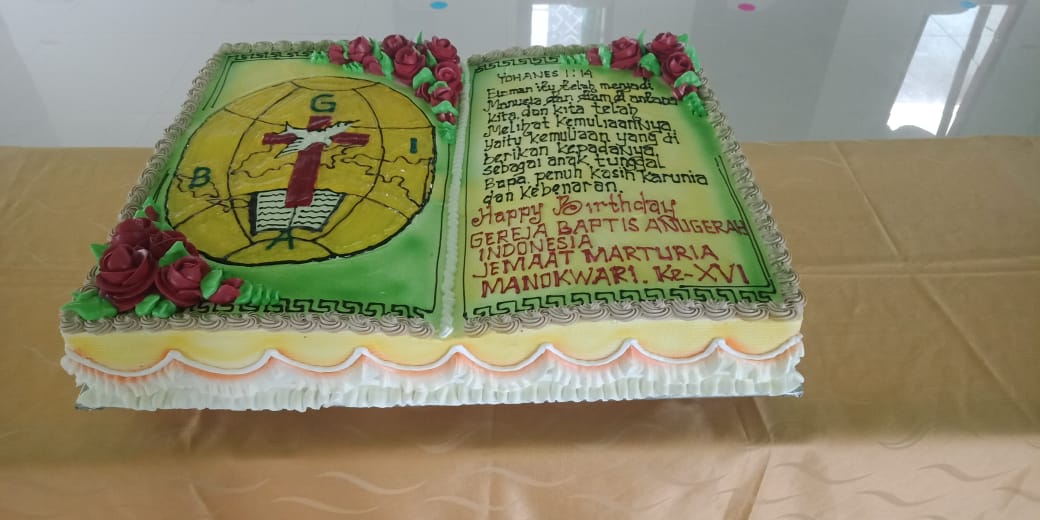 G
B I
A
YOHANES 1:14
Firman itu telah menjadi
Manusia dan diam di antara
kita, dan kita telah
Melihat kemuliaanNya
yaitu kemuliaan yang di
berikan kepadaNya
sebagai anak tunggal
Bapa, penuh kasih karunia
dan kebenaran.
Happy Birthday
GEREJA BAPTIS ANUGERAH
INDONESIA
JEMAAT MARTURIA
MANOKWARI. Ke-XVI